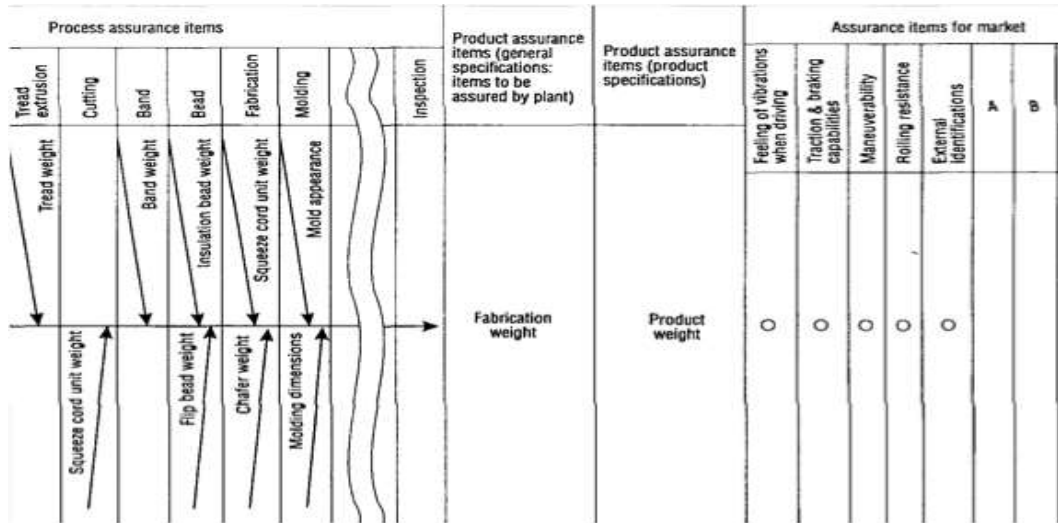 Process assurance items
Product assurance
items (general
specifications:
items to be
assured by plant)
Product assurance
items (product
specifications)
Assurance items for market
Tread
extrusion
Cutting
Band
Bead
Fabrication
Molding
Inspection
Feeling of vibrations
when driving
Traction & braking
capabilities
Maneuverability
Rolling resistance
External
identifications
A
B
Tread weight
Band weight
Insulation bead weight
Squeeze cord unit weight
Mold appearance
Squeeze cord unit weight
Flip bead weight
Chafer weight
Molding dimensions
Fabrication
weight
Product
weight